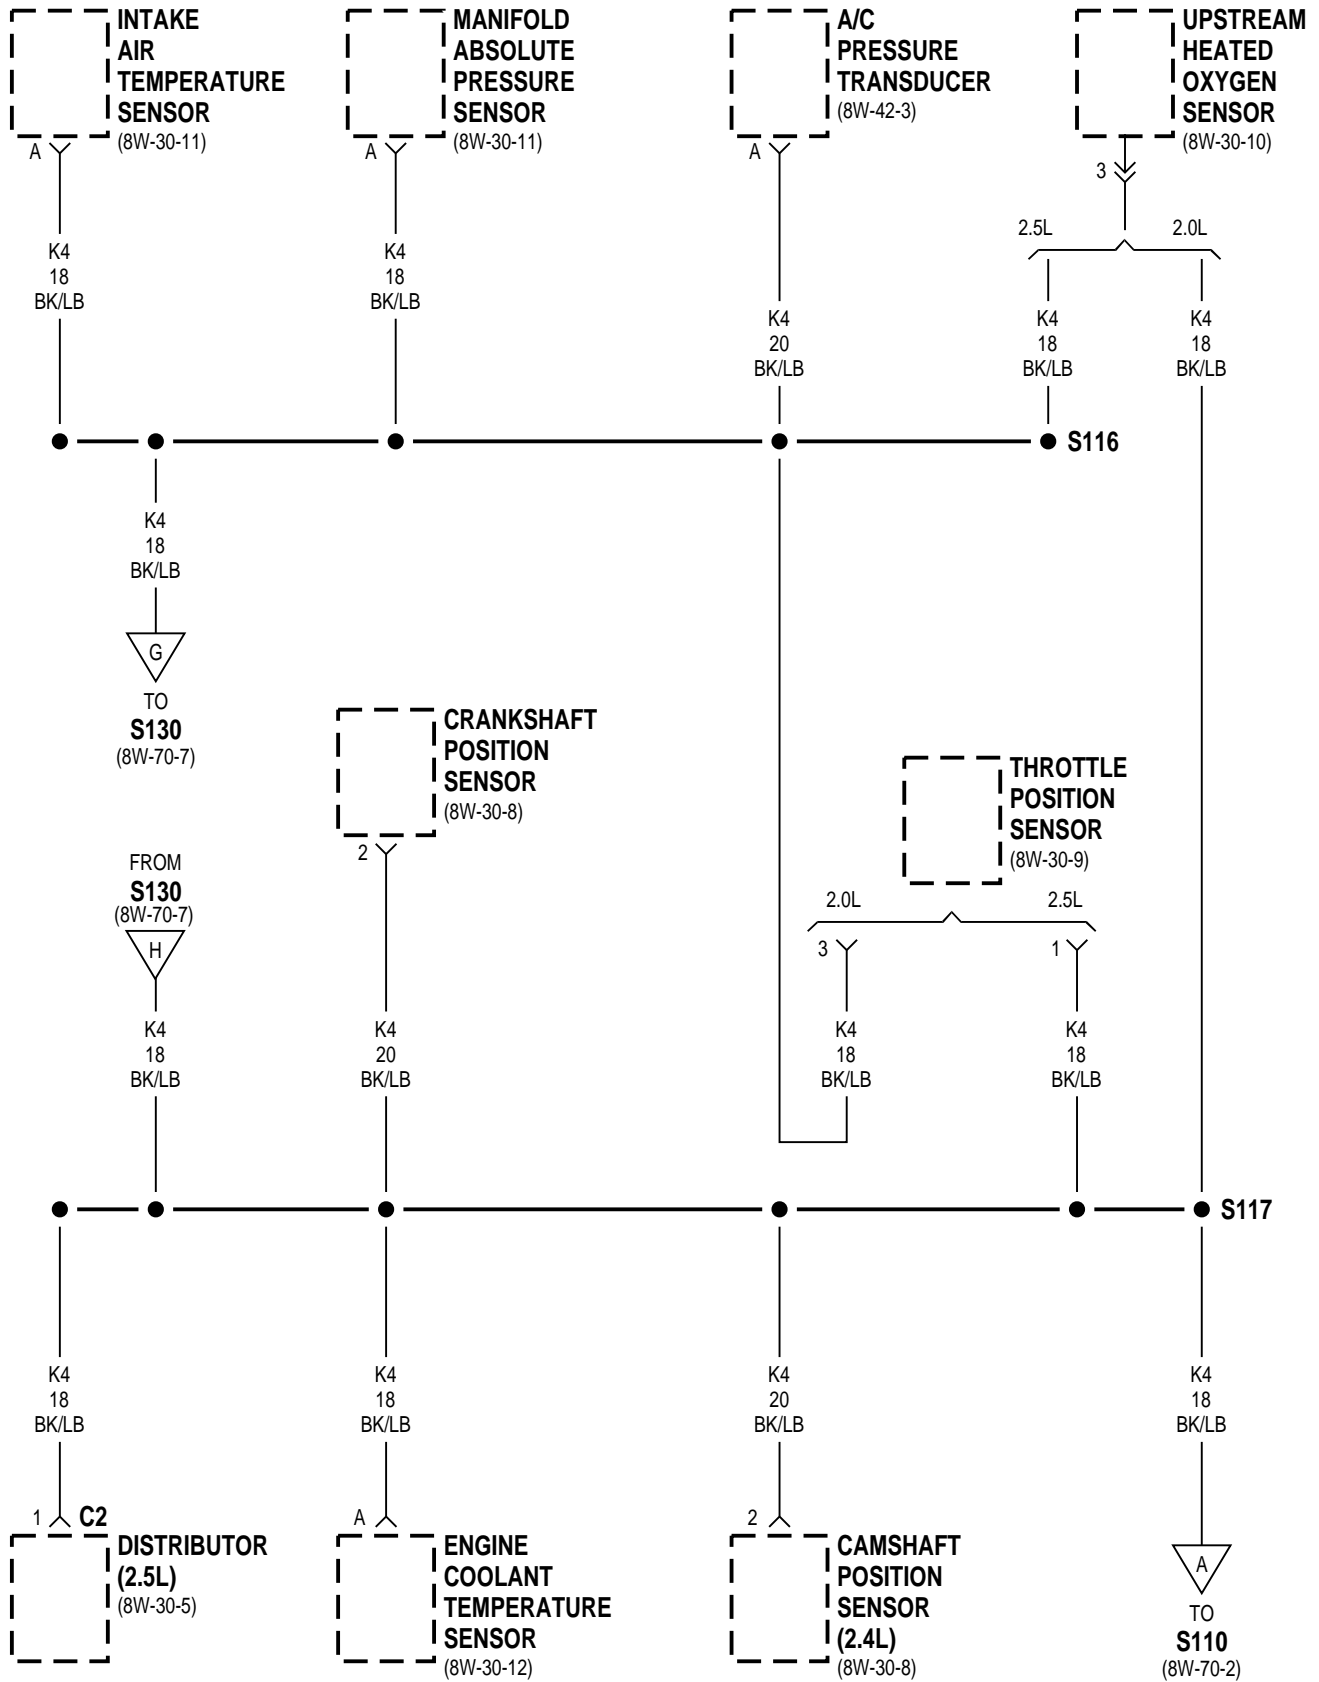 INTAKE
AIR
TEMPERATURE
SENSOR
(8W-30-11)
A
K4
18
BK/LB
MANIFOLD
ABSOLUTE
PRESSURE
SENSOR
(8W-30-11)
A
K4
18
BK/LB
A/C
PRESSURE
TRANSDUCER
(8W-42-3)
A
K4
20
BK/LB
UPSTREAM
HEATED
OXYGEN
SENSOR
(8W-30-10)
3
2.5L
2.0L
K4
18
BK/LB
K4
18
BK/LB
S116
K4
18
BK/LB
G
TO
S130
(8W-70-7)
CRANKSHAFT
POSITION
SENSOR
(8W-30-8)
2
K4
20
BK/LB
THROTTLE
POSITION
SENSOR
(8W-30-9)
2.0L
2.5L
3
1
K4
18
BK/LB
K4
18
BK/LB
FROM
S130
(8W-70-7)
H
K4
18
BK/LB
S117
K4
18
BK/LB
1
C2
DISTRIBUTOR
(2.5L)
(8W-30-5)
K4
18
BK/LB
A
ENGINE
COOLANT
TEMPERATURE
SENSOR
(8W-30-12)
K4
20
BK/LB
2
CAMSHAFT
POSITION
SENSOR
(2.4L)
(8W-30-8)
K4
18
BK/LB
A
TO
S110
(8W-70-2)